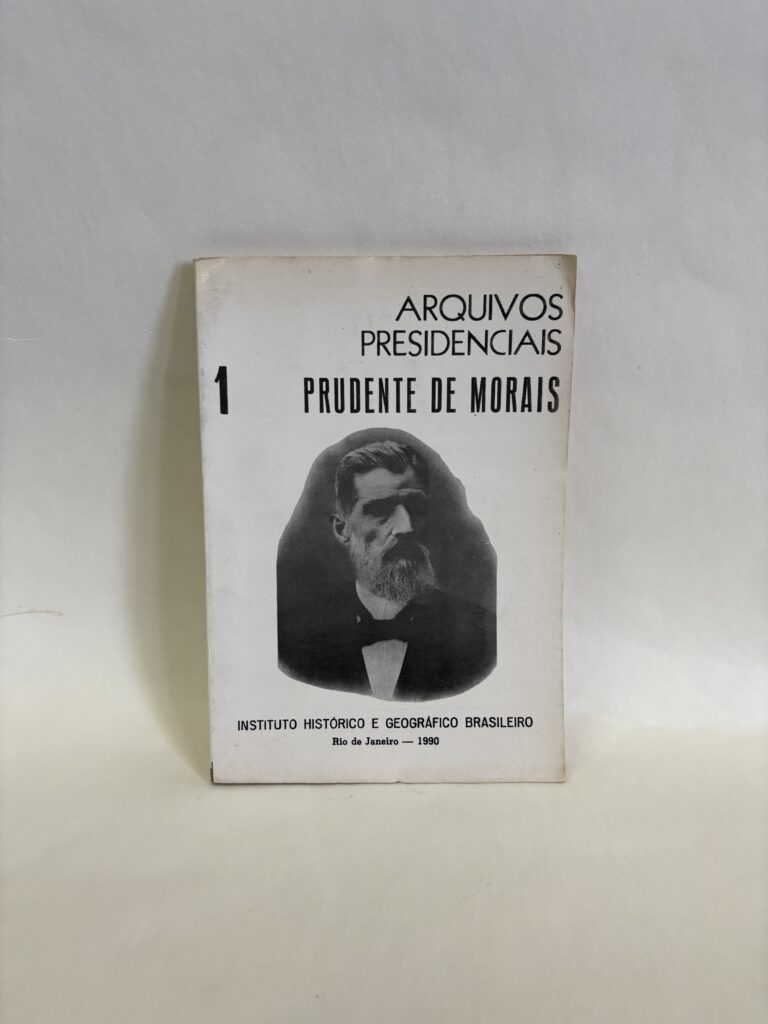 ARQUIVOS
PRESIDENCIAIS
1 PRUDENTE DE MORAIS
INSTITUTO HISTÓRICO E GEOGRÁFICO BRASILEIRO
Rio de Janeiro — 1990